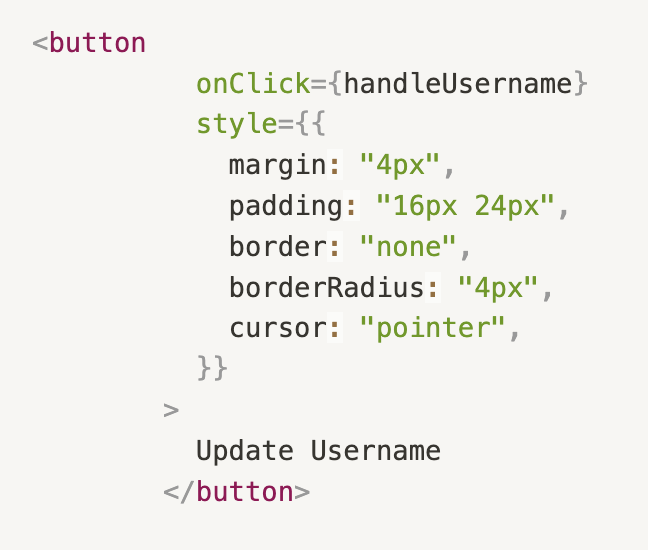 <button
            onClick={handleUsername}
            style={{
              margin: "4px",
              padding: "16px 24px",
              border: "none",
              borderRadius: "4px",
              cursor: "pointer",
            }}
          >
            Update Username
          </button>